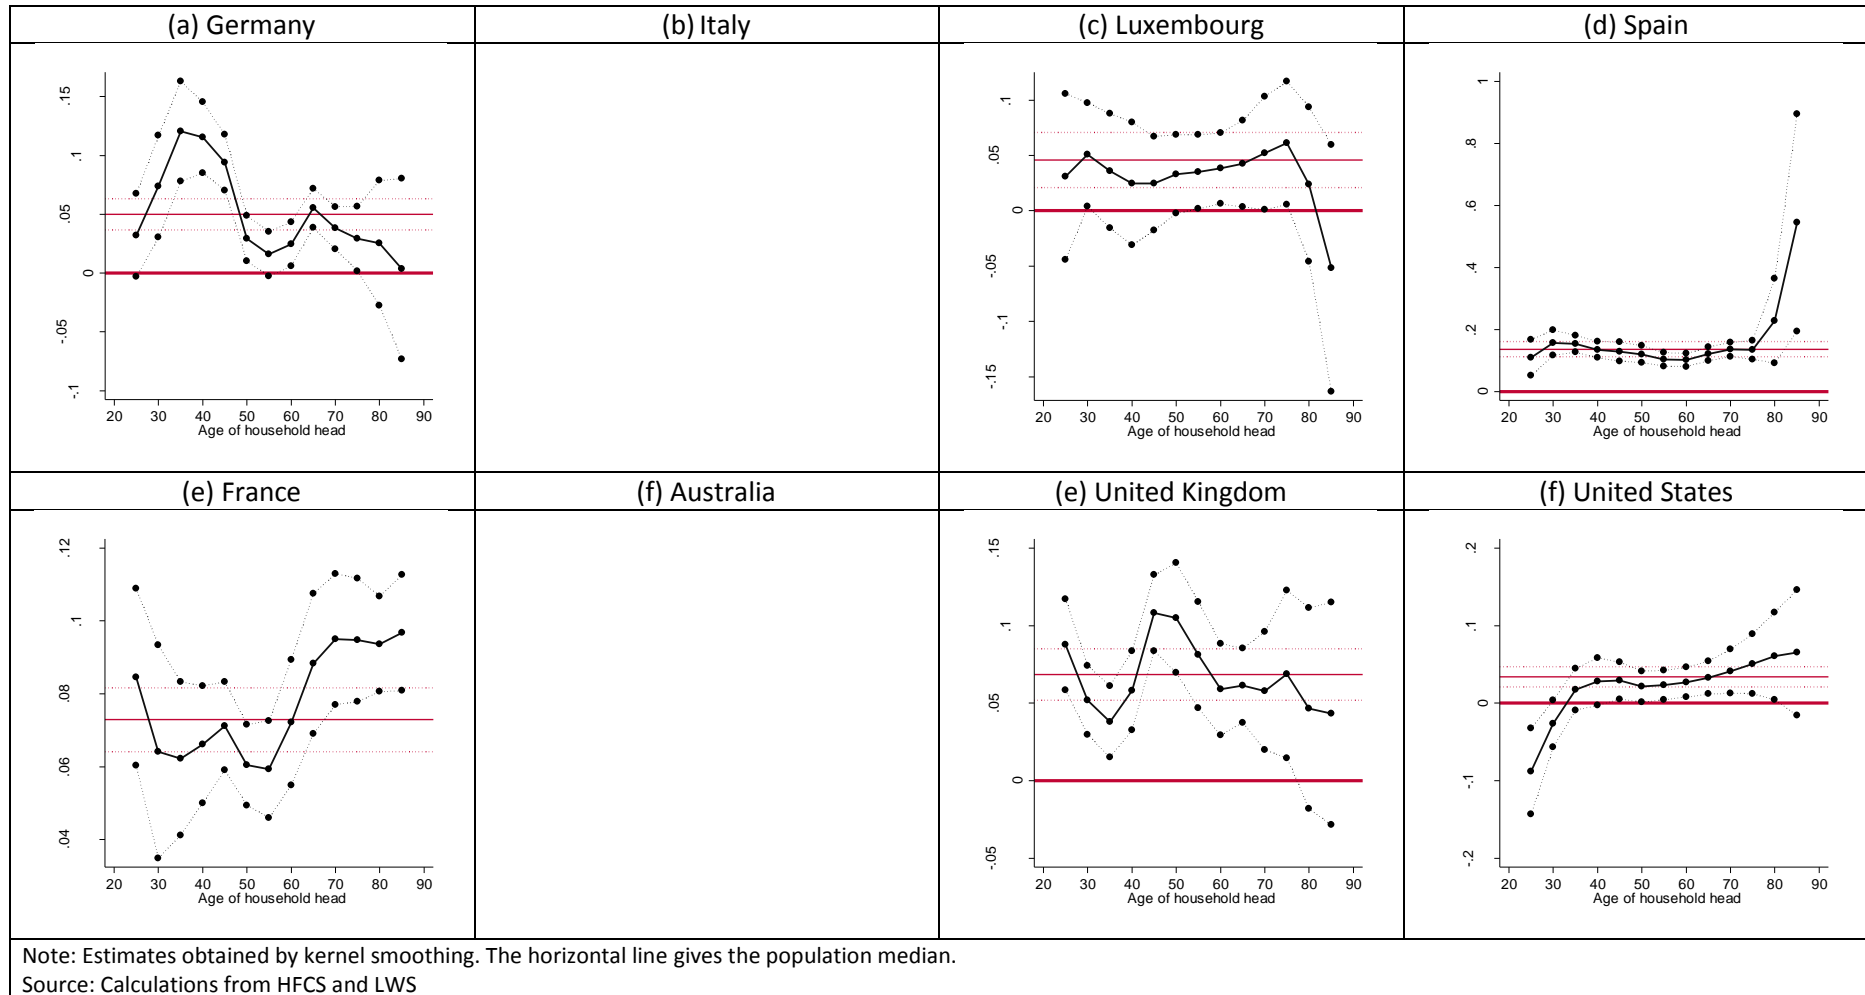 (a) Germany (b) Italy (c) Luxembourg (d) Spain
.15
.1
.05
0
-.05
-.1
20 30 40 50 60 70 80 90
Age of household head
.1
.05
0
-.05
-.1
-.15
20 30 40 50 60 70 80 90
Age of household head
1
.8
.6
.4
.2
0
20 30 40 50 60 70 80 90
Age of household head
(e) France (f) Australia (e) United Kingdom (f) United States
.12
.1
.08
.06
.04
20 30 40 50 60 70 80 90
Age of household head
.15
.1
.05
0
-.05
20 30 40 50 60 70 80 90
Age of household head
.2
.1
0
-.1
-.2
20 30 40 50 60 70 80 90
Age of household head
Note: Estimates obtained by kernel smoothing. The horizontal line gives the population median.
Source: Calculations from HFCS and LWS